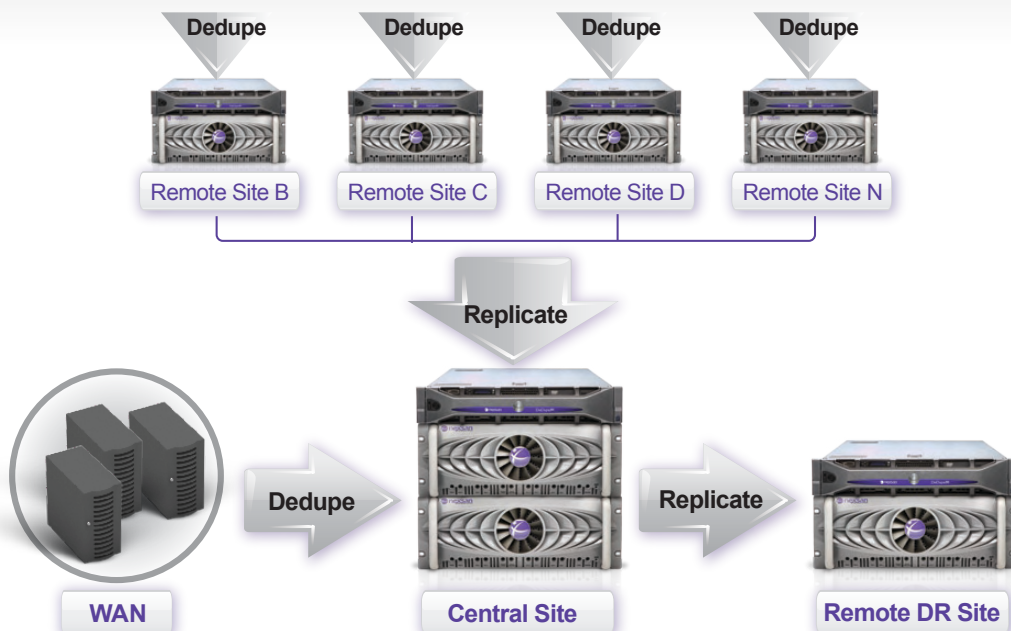 Dedupe
Dedupe
Dedupe
Dedupe
Remote Site B
Remote Site C
Remote Site D
Remote Site N
Replicate
Dedupe
Replicate
WAN
Central Site
Remote DR Site